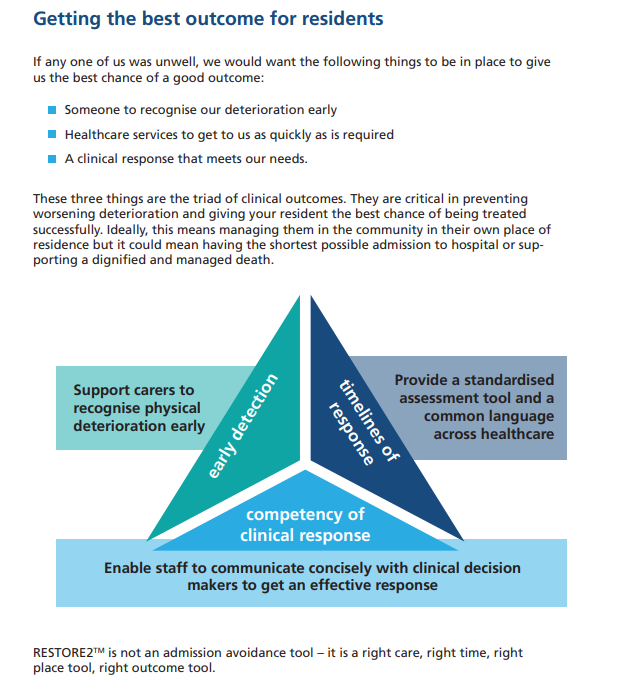 Getting the best outcome for residents
If any one of us was unwell, we would want the following things to be in place to give
us the best chance of a good outcome:
Someone to recognise our deterioration early
Healthcare services to get to us as quickly as is required
A clinical response that meets our needs.
These three things are the triad of clinical outcomes. They are critical in preventing
worsening deterioration and giving your resident the best chance of being treated
successfully. Ideally, this means managing them in the community in their own place of
residence but it could mean having the shortest possible admission to hospital or sup-
porting a dignified and managed death.
Support carers to
recognise physical
deterioration early
early detection
timelines of
response
Provide a standardised
assessment tool and a
common language
across healthcare
competency of
clinical response
Enable staff to communicate concisely with clinical decision
makers to get an effective response
RESTORE2™ is not an admission avoidance tool – it is a right care, right time, right
place tool, right outcome tool.